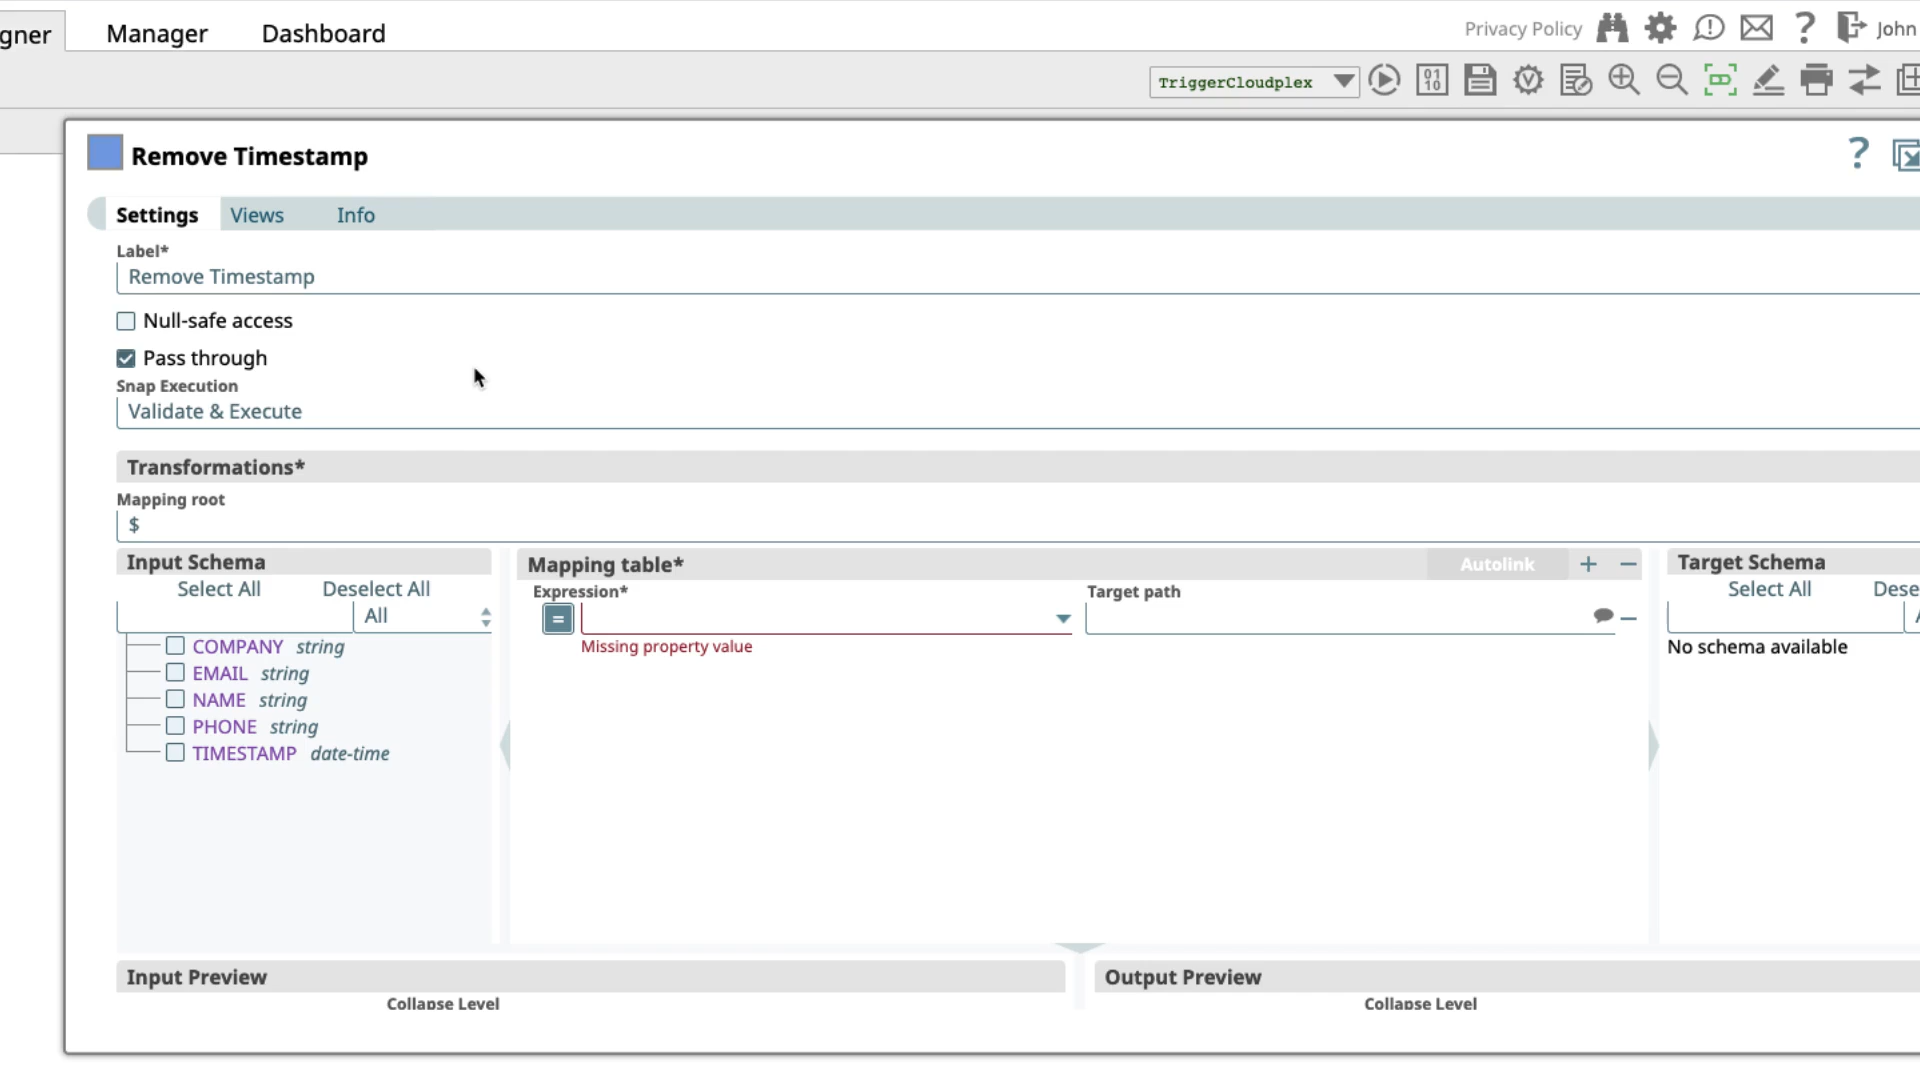 gner Manager Dashboard Privacy Policy ? John
TriggerCloudplex
Remove Timestamp ?
Settings Views Info
Label*
Remove Timestamp
Null-safe access
Pass through
Snap Execution
Validate & Execute
Transformations*
Mapping root
$
Input Schema
Select All Deselect All
All
COMPANY string
EMAIL string
NAME string
PHONE string
TIMESTAMP date-time
Mapping table* Autolink + −
Expression* Target path
=
Missing property value
Target Schema
Select All Dese
No schema available
Input Preview
Collapse Level
Output Preview
Collapse Level